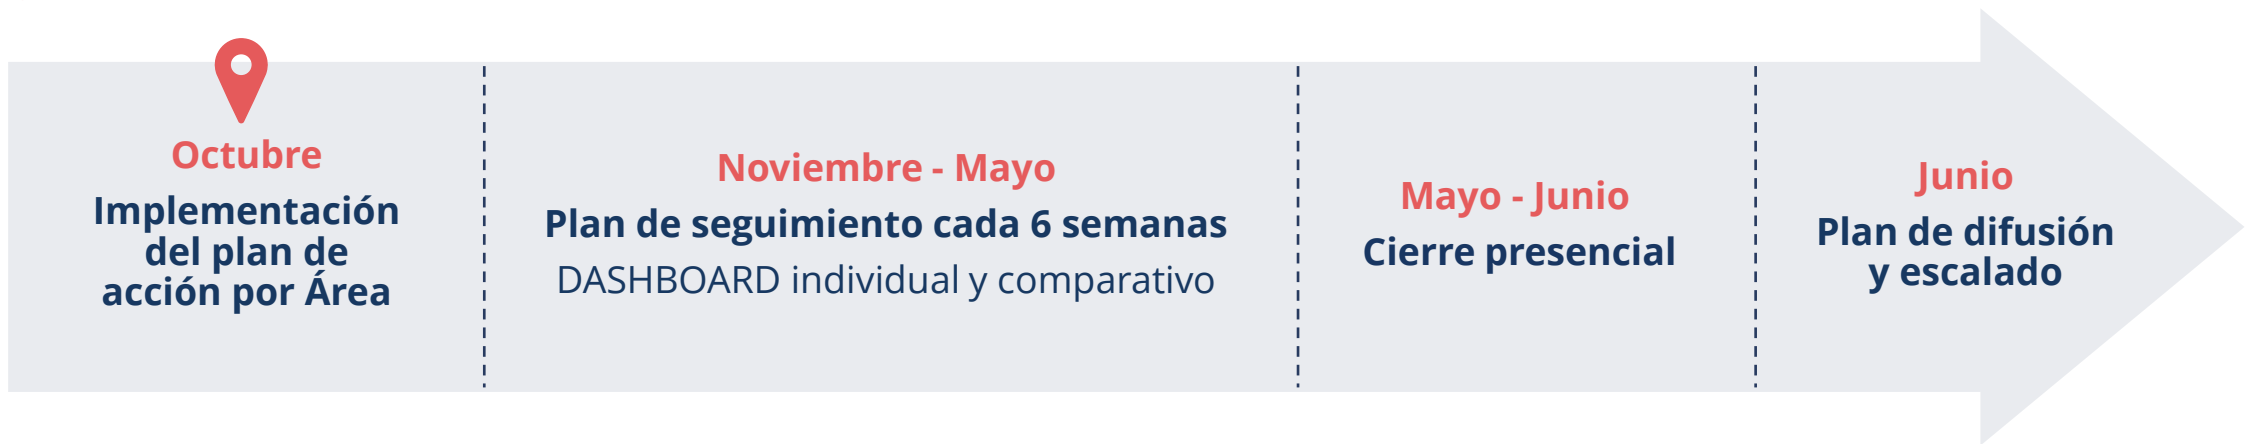 Octubre
Implementación
del plan de
acción por Área
Noviembre - Mayo
Plan de seguimiento cada 6 semanas
DASHBOARD individual y comparativo
Mayo - Junio
Cierre presencial
Junio
Plan de difusión
y escalado